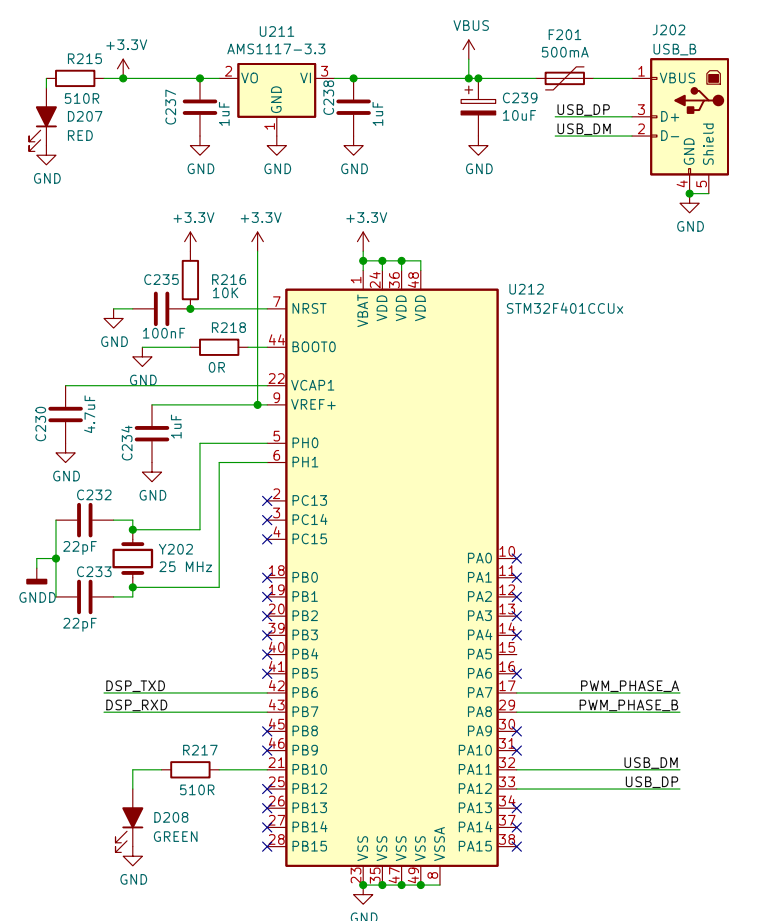 U211
AMS1117-3.3
VBUS
F201
500mA
J202
USB_B
R215
+3.3V
510R
D207
RED
GND
2 VO
VI 3
GND
1
C237
1uF
GND
GND
C238
1uF
GND
C239
10uF
+
GND
USB_DP
USB_DM
1 VBUS
3 D+
2 D-
GND
Shield
4
5
GND
+3.3V
+3.3V
+3.3V
C235
100nF
GND
R216
10K
R218
0R
GND
U212
STM32F401CCUx
1 VBAT
24 VDD
36 VDD
48 VDD
7 NRST
44 BOOT0
22 VCAP1
9 VREF+
5 PH0
6 PH1
C230
4.7uF
GND
C234
1uF
GND
2 PC13
3 PC14
4 PC15
C232
22pF
Y202
25 MHz
C233
22pF
GNDD
18 PB0
19 PB1
20 PB2
39 PB3
40 PB4
41 PB5
DSP_TXD
42 PB6
DSP_RXD
43 PB7
45 PB8
46 PB9
21 PB10
25 PB12
26 PB13
27 PB14
28 PB15
R217
510R
D208
GREEN
GND
PA0 10
PA1 11
PA2 12
PA3 13
PA4 14
PA5 15
PA6 16
PA7 17
PWM_PHASE_A
PA8 29
PWM_PHASE_B
PA9 30
PA10 31
PA11 32
USB_DM
PA12 33
USB_DP
PA13 34
PA14 37
PA15 38
VSS 23
VSS 35
VSS 47
VSS 49
VSSA 8
GND